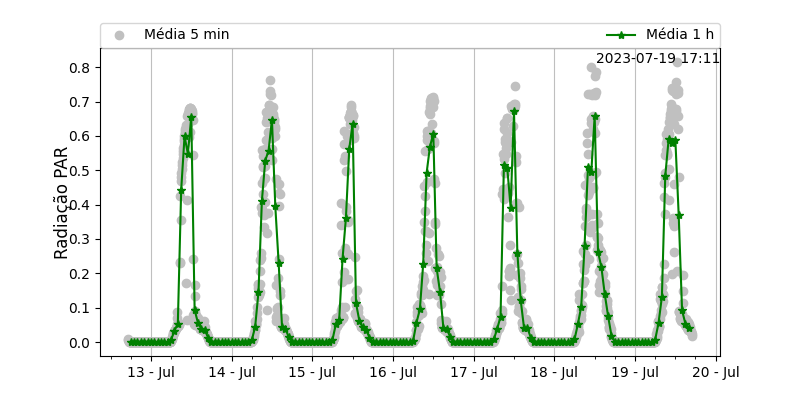 Média 5 min
Média 1 h
2023-07-19 17:11
Radiação PAR
0.8
0.7
0.6
0.5
0.4
0.3
0.2
0.1
0.0
13 - Jul
14 - Jul
15 - Jul
16 - Jul
17 - Jul
18 - Jul
19 - Jul
20 - Jul